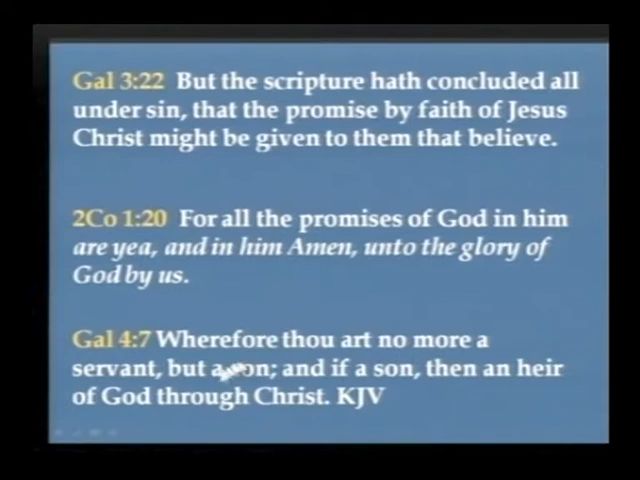 Gal 3:22 But the scripture hath concluded all
under sin, that the promise by faith of Jesus
Christ might be given to them that believe.
2Co 1:20 For all the promises of God in him
are yea, and in him Amen, unto the glory of
God by us.
Gal 4:7 Wherefore thou art no more a
servant, but a son; and if a son, then an heir
of God through Christ. KJV